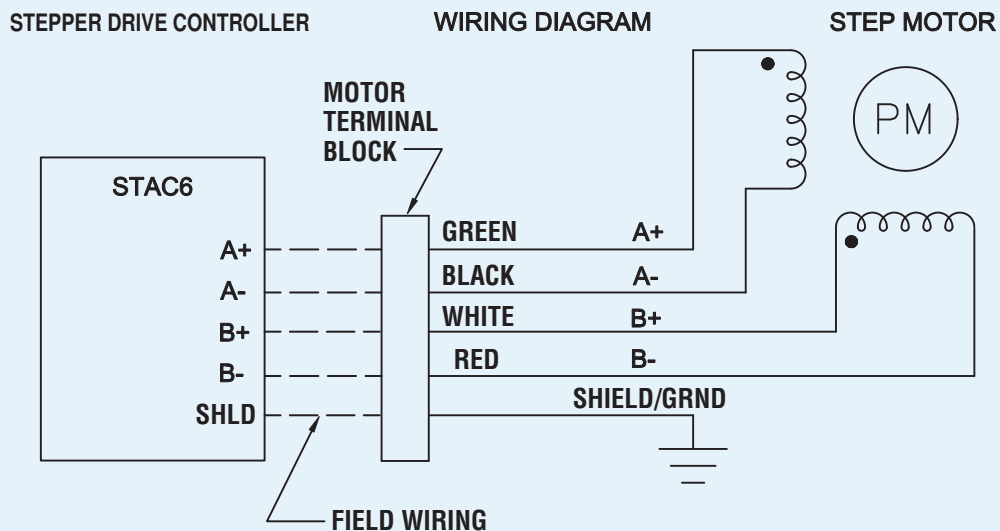 STEPPER DRIVE CONTROLLER
WIRING DIAGRAM
STEP MOTOR
MOTOR
TERMINAL
BLOCK
PM
STAC6
A+
GREEN
A+
A-
BLACK
A-
B+
WHITE
B+
B-
RED
B-
SHLD
SHIELD/GRND
FIELD WIRING